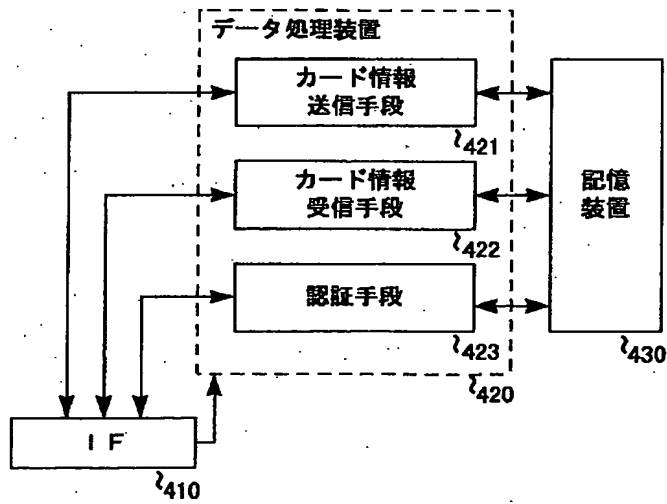 データ処理装置
カード情報
送信手段
421
カード情報
受信手段
422
認証手段
423
420
記憶
装置
430
IF
410